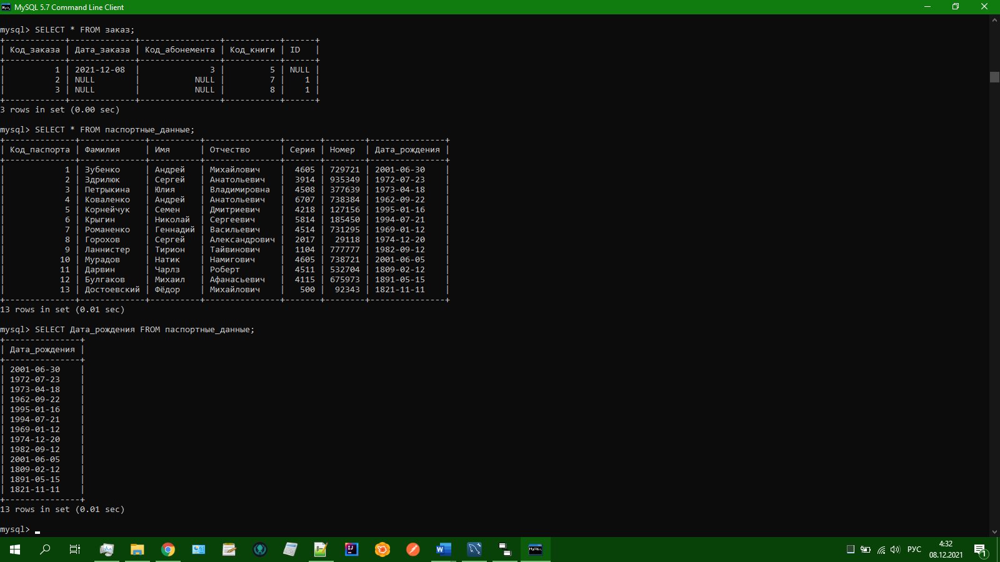 MySQL 5.7 Command Line Client
mysql> SELECT * FROM заказ;
+------------+-------------+----------------+-----------+------+
| Код_заказа | Дата_заказа | Код_абонемента | Код_книги | ID   |
+------------+-------------+----------------+-----------+------+
|          1 | 2021-12-08  |              3 |         5 | NULL |
|          2 | NULL        |           NULL |         7 |    1 |
|          3 | NULL        |           NULL |         8 |    1 |
+------------+-------------+----------------+-----------+------+
3 rows in set (0.00 sec)
mysql> SELECT * FROM паспортные_данные;
+--------------+-------------+----------+---------------+-------+--------+---------------+
| Код_паспорта | Фамилия     | Имя      | Отчество      | Серия | Номер  | Дата_рождения |
+--------------+-------------+----------+---------------+-------+--------+---------------+
|            1 | Зубенко     | Андрей   | Михайлович    |  4605 | 729721 | 2001-06-30    |
|            2 | Здрилюк     | Сергей   | Анатольевич   |  3914 | 935349 | 1972-07-23    |
|            3 | Петрыкина   | Юлия     | Владимировна  |  4508 | 377639 | 1973-04-18    |
|            4 | Коваленко   | Андрей   | Анатольевич   |  6707 | 738384 | 1962-09-22    |
|            5 | Корнейчук   | Семен    | Дмитриевич    |  4218 | 127156 | 1995-01-16    |
|            6 | Крыгин      | Николай  | Сергеевич     |  5814 | 185450 | 1994-07-21    |
|            7 | Романенко   | Геннадий | Васильевич    |  4514 | 731295 | 1969-01-12    |
|            8 | Горохов     | Сергей   | Александрович |  2017 |  29118 | 1974-12-20    |
|            9 | Ланнистер   | Тирион   | Тайвинович    |  1104 | 777777 | 1982-09-12    |
|           10 | Мурадов     | Натик    | Намигович     |  4605 | 738721 | 2001-06-05    |
|           11 | Дарвин      | Чарлз    | Роберт        |  4511 | 532704 | 1809-02-12    |
|           12 | Булгаков    | Михаил   | Афанасьевич   |  4115 | 675973 | 1891-05-15    |
|           13 | Достоевский | Фёдор    | Михайлович    |   500 |  92343 | 1821-11-11    |
+--------------+-------------+----------+---------------+-------+--------+---------------+
13 rows in set (0.01 sec)
mysql> SELECT Дата_рождения FROM паспортные_данные;
+---------------+
| Дата_рождения |
+---------------+
| 2001-06-30    |
| 1972-07-23    |
| 1973-04-18    |
| 1962-09-22    |
| 1995-01-16    |
| 1994-07-21    |
| 1969-01-12    |
| 1974-12-20    |
| 1982-09-12    |
| 2001-06-05    |
| 1809-02-12    |
| 1891-05-15    |
| 1821-11-11    |
+---------------+
13 rows in set (0.01 sec)
mysql>
РУС
4:32
08.12.2021
1